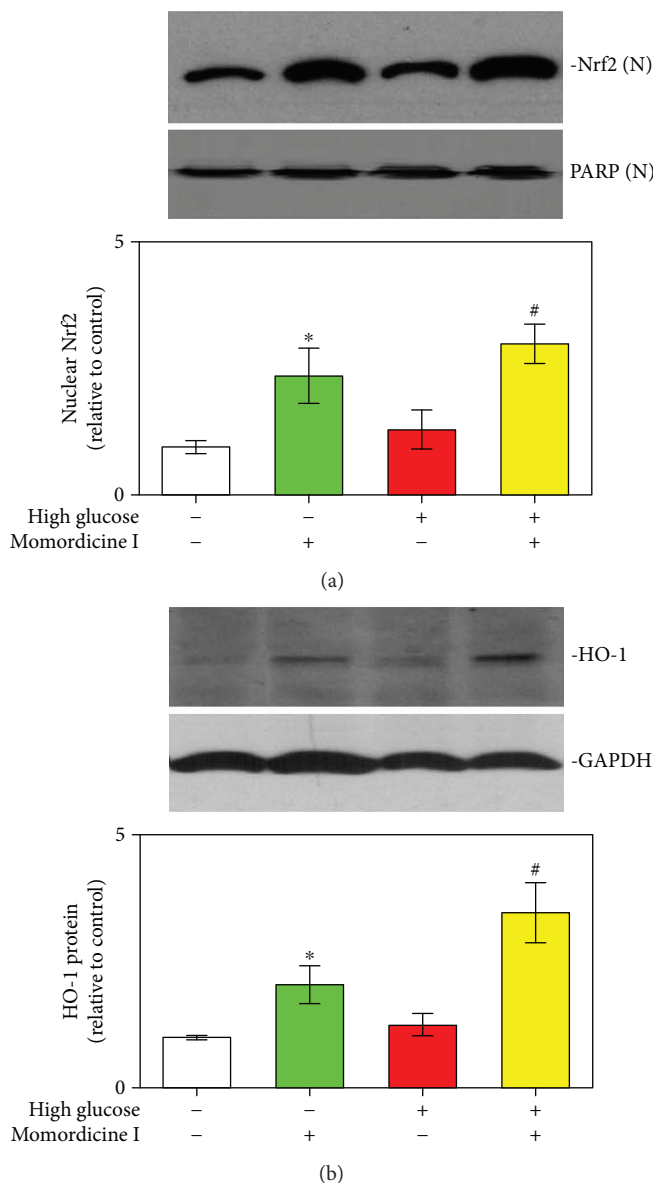 -Nrf2 (N)
PARP (N)
5
*
#
Nuclear Nrf2
(relative to control)
0
High glucose − − + +
Momordicine I − + − +
(a)
-HO-1
-GAPDH
5
#
*
HO-1 protein
(relative to control)
0
High glucose − − + +
Momordicine I − + − +
(b)